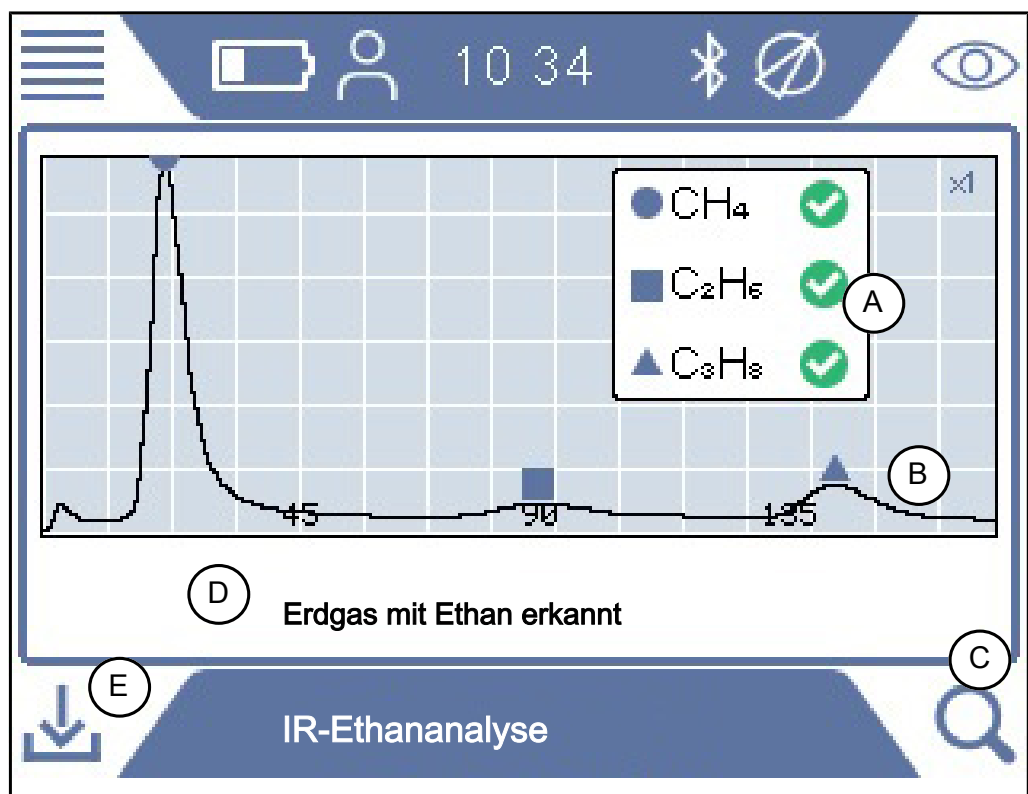 10 34
x1
CH₄
C₂H₆
A
C₃H₈
B
45 90 135
D
Erdgas mit Ethan erkannt
C
E
IR-Ethananalyse